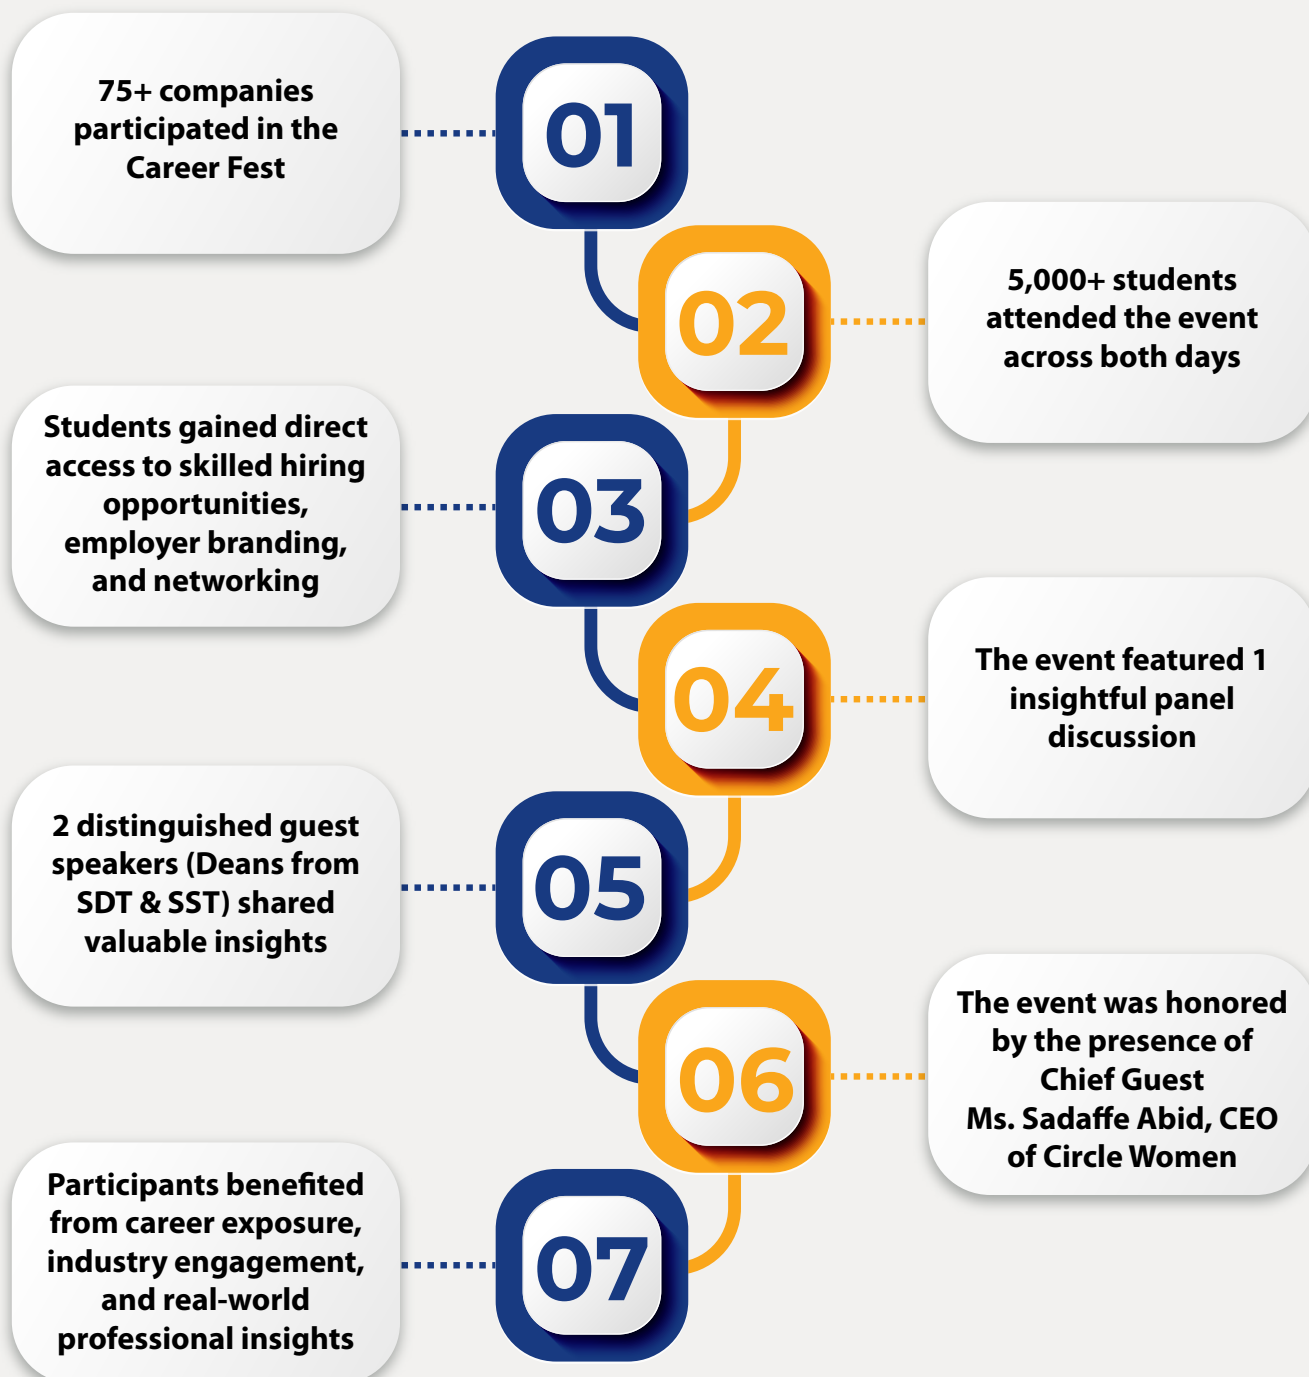 75+ companies
participated in the
Career Fest
01
02
5,000+ students
attended the event
across both days
Students gained direct
access to skilled hiring
opportunities,
employer branding,
and networking
03
04
The event featured 1
insightful panel
discussion
2 distinguished guest
speakers (Deans from
SDT & SST) shared
valuable insights
05
06
The event was honored
by the presence of
Chief Guest
Ms. Sadaffe Abid, CEO
of Circle Women
Participants benefited
from career exposure,
industry engagement,
and real-world
professional insights
07